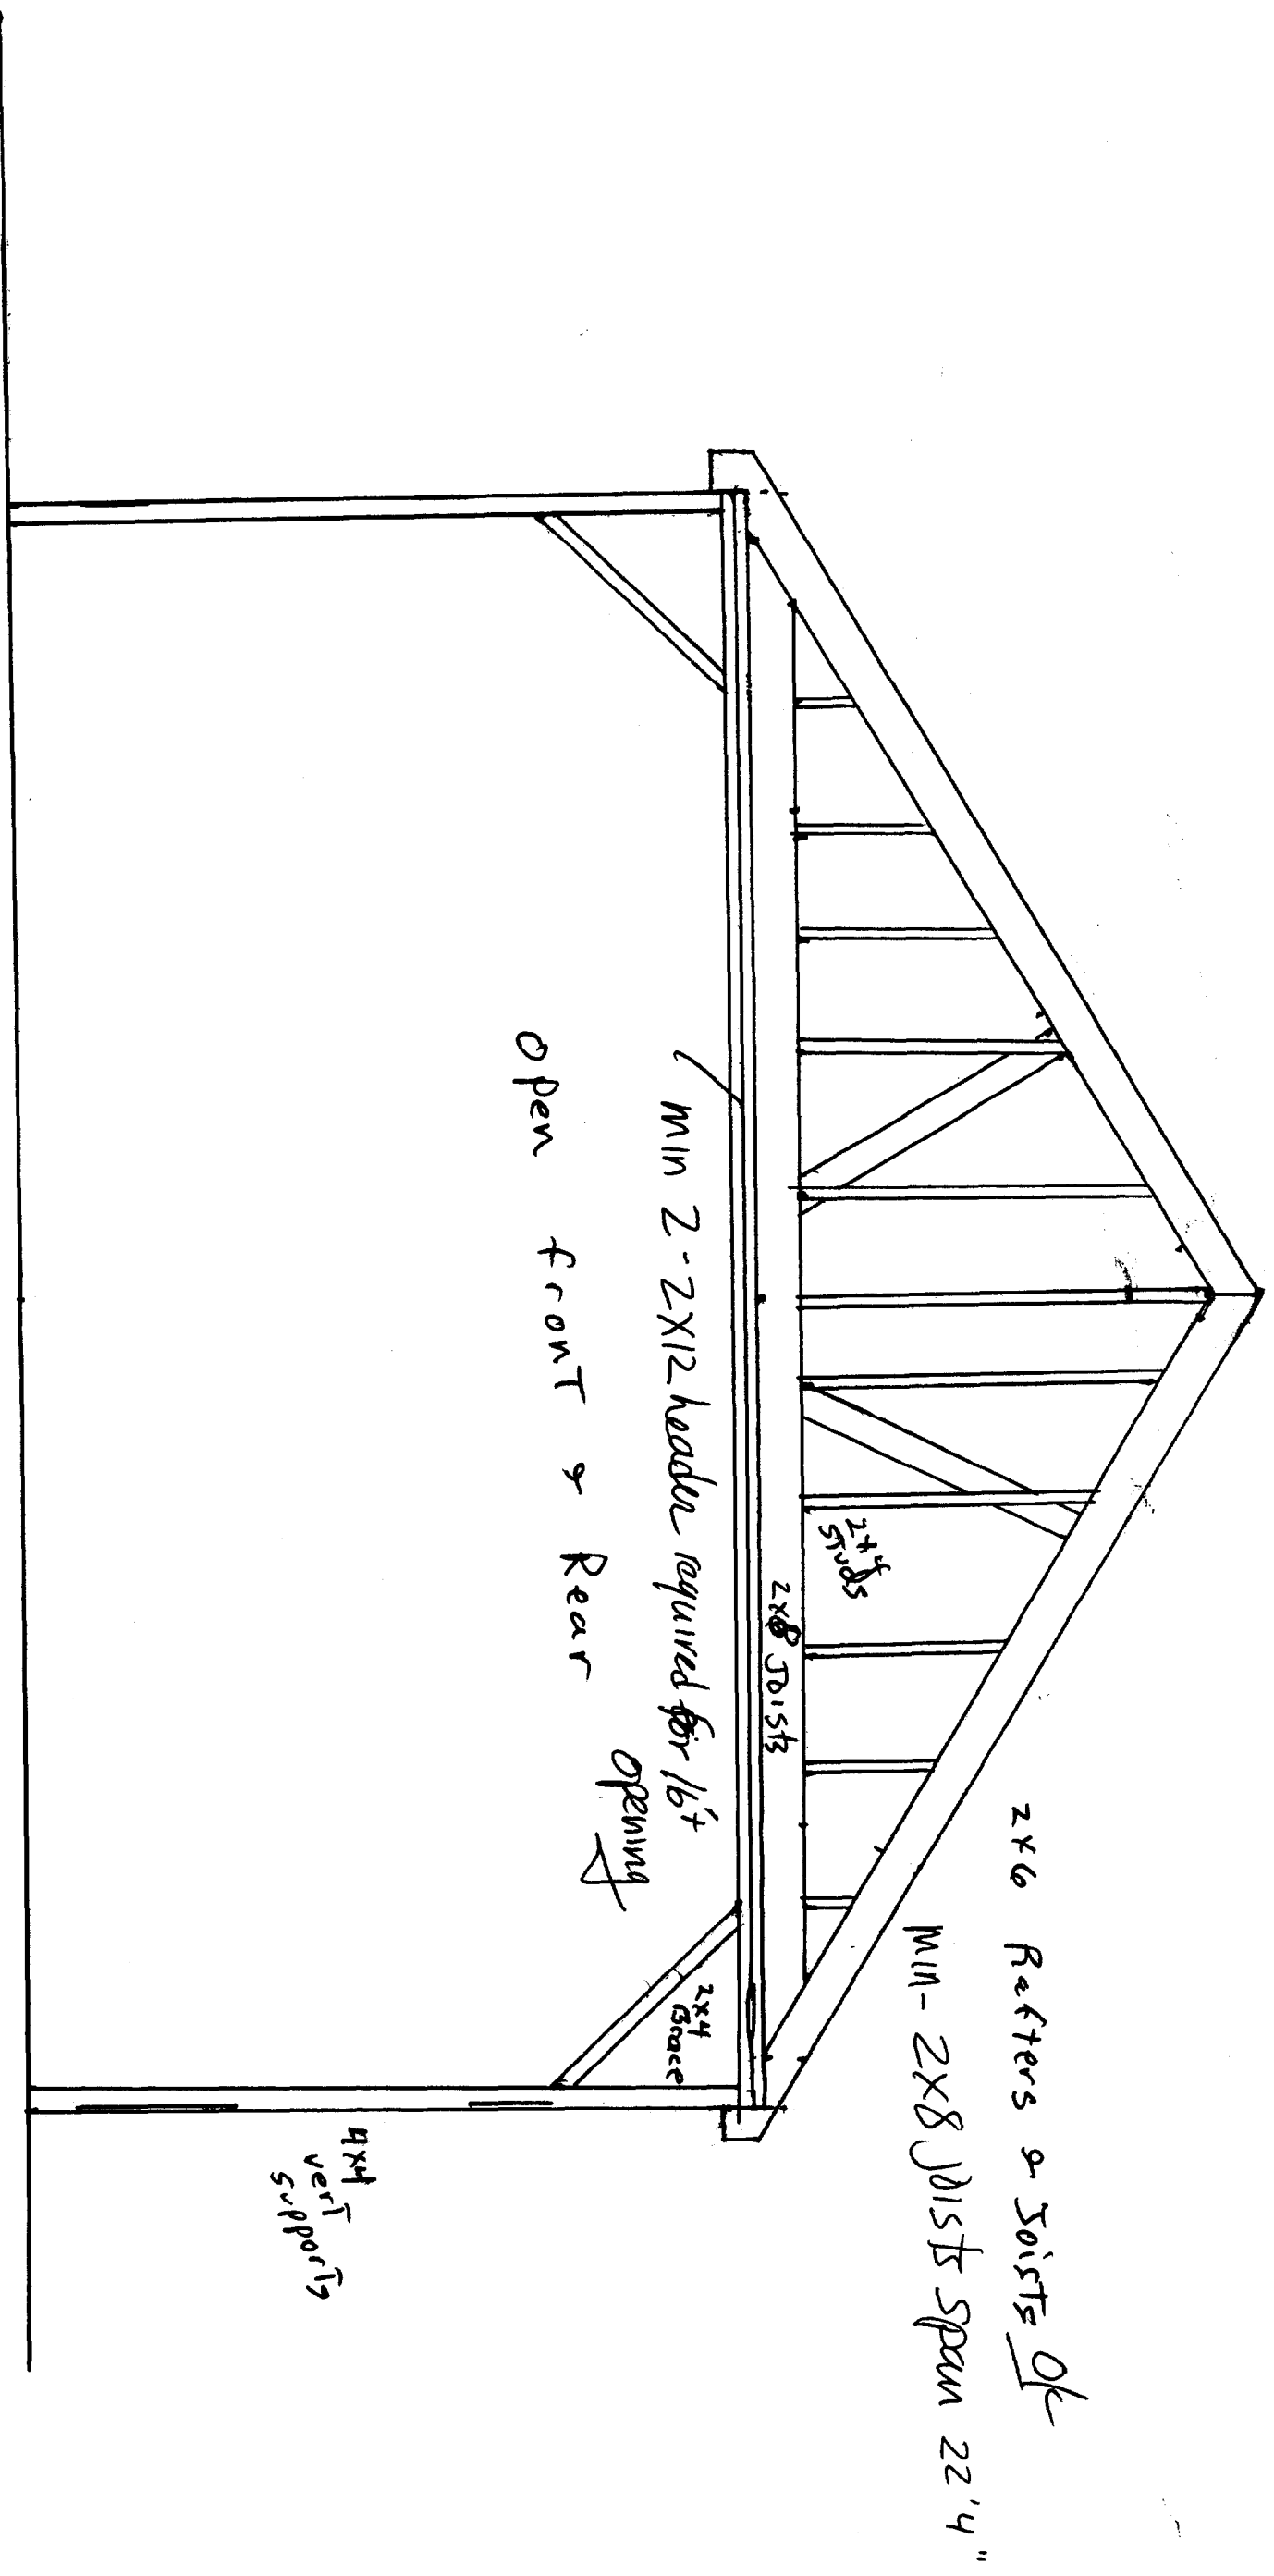 2x6 Rafters & Joists OK
Min - 2X8 Joists Span 22'4"
2x4
studs
2x8 Joists
Min 2-2X12 header required for 16'+
opening
2x4
Brace
open fronT & Rear
4x4
verT
supporTs